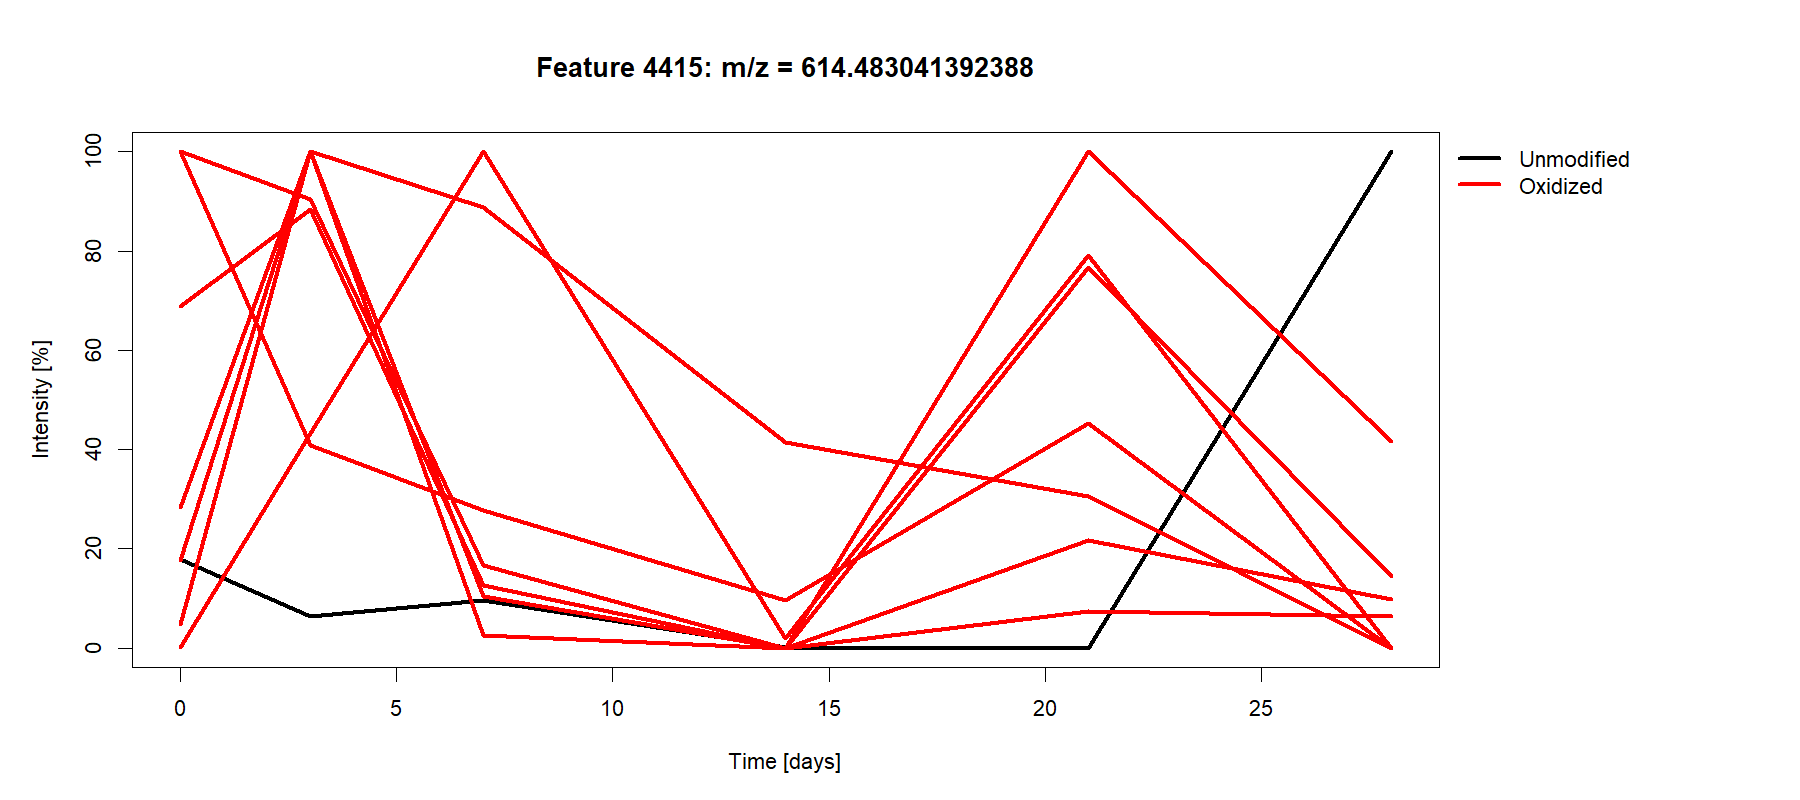 Feature 4415: m/z = 614.483041392388
Unmodified
Oxidized
Intensity [%]
100
80
60
40
20
0
0 5 10 15 20 25
Time [days]